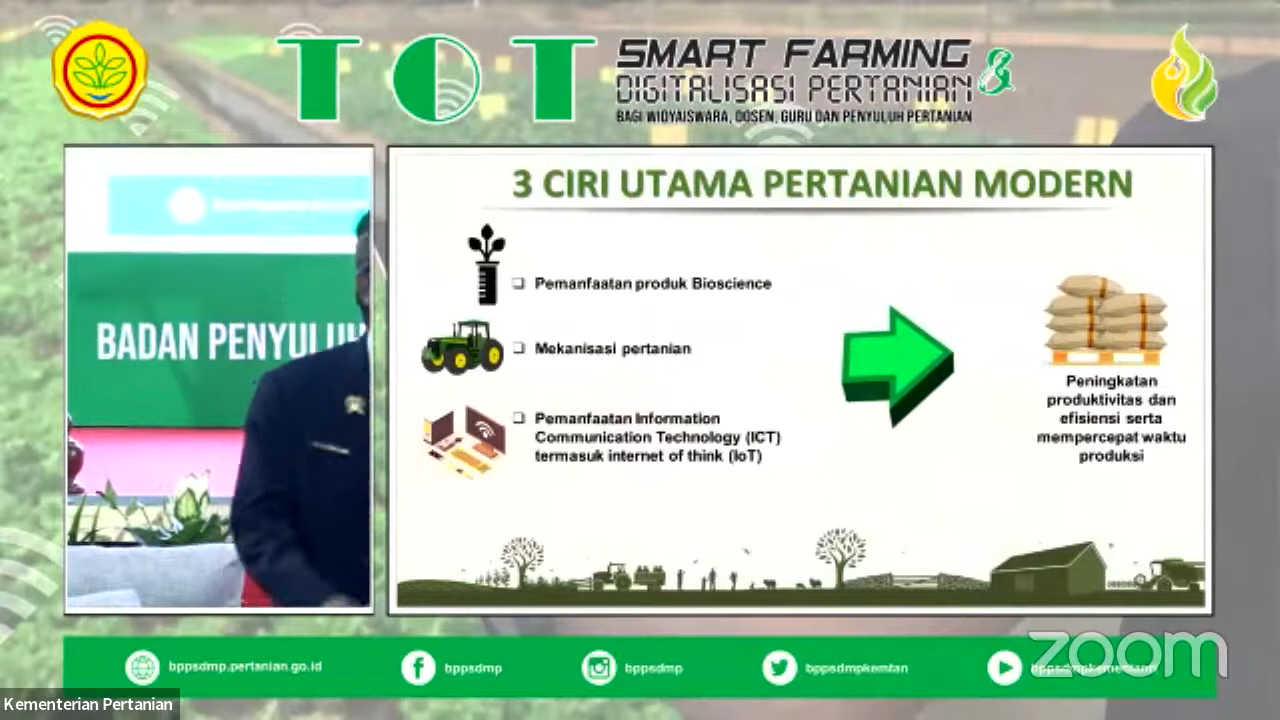 TOT
SMART FARMING
DIGITALISASI PERTANIAN &
BAGI WIDYAISWARA, DOSEN, GURU DAN PENYULUH PERTANIAN
BADAN PENYULUH
3 CIRI UTAMA PERTANIAN MODERN
Pemanfaatan produk Bioscience
Mekanisasi pertanian
Pemanfaatan Information
Communication Technology (ICT)
termasuk internet of think (IoT)
Peningkatan
produktivitas dan
efisiensi serta
mempercepat waktu
produksi
bppsdmp.pertanian.go.id
bppsdmp
bppsdmp
bppsdmpkemtan
zoom
Kementerian Pertanian